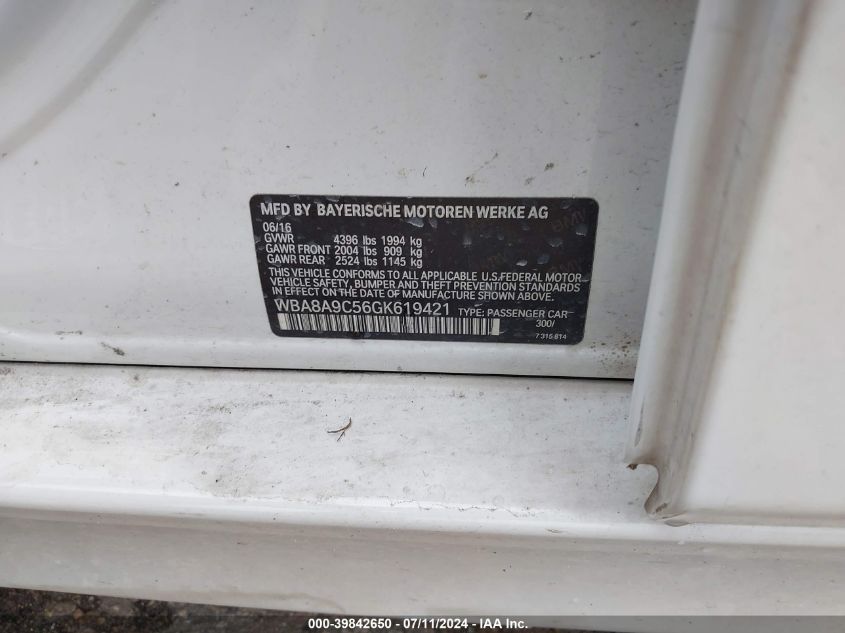 MFD BY BAYERISCHE MOTOREN WERKE AG
06/16
GVWR 4396 lbs 1994 kg
GAWR FRONT 2004 lbs 909 kg
GAWR REAR 2524 lbs 1145 kg
THIS VEHICLE CONFORMS TO ALL APPLICABLE U.S.FEDERAL MOTOR
VEHICLE SAFETY, BUMPER AND THEFT PREVENTION STANDARDS
IN EFFECT ON THE DATE OF MANUFACTURE SHOWN ABOVE.
WBA8A9C56GK619421 TYPE: PASSENGER CAR
300/
7 315 814
000-39842650 - 07/11/2024 - IAA Inc.